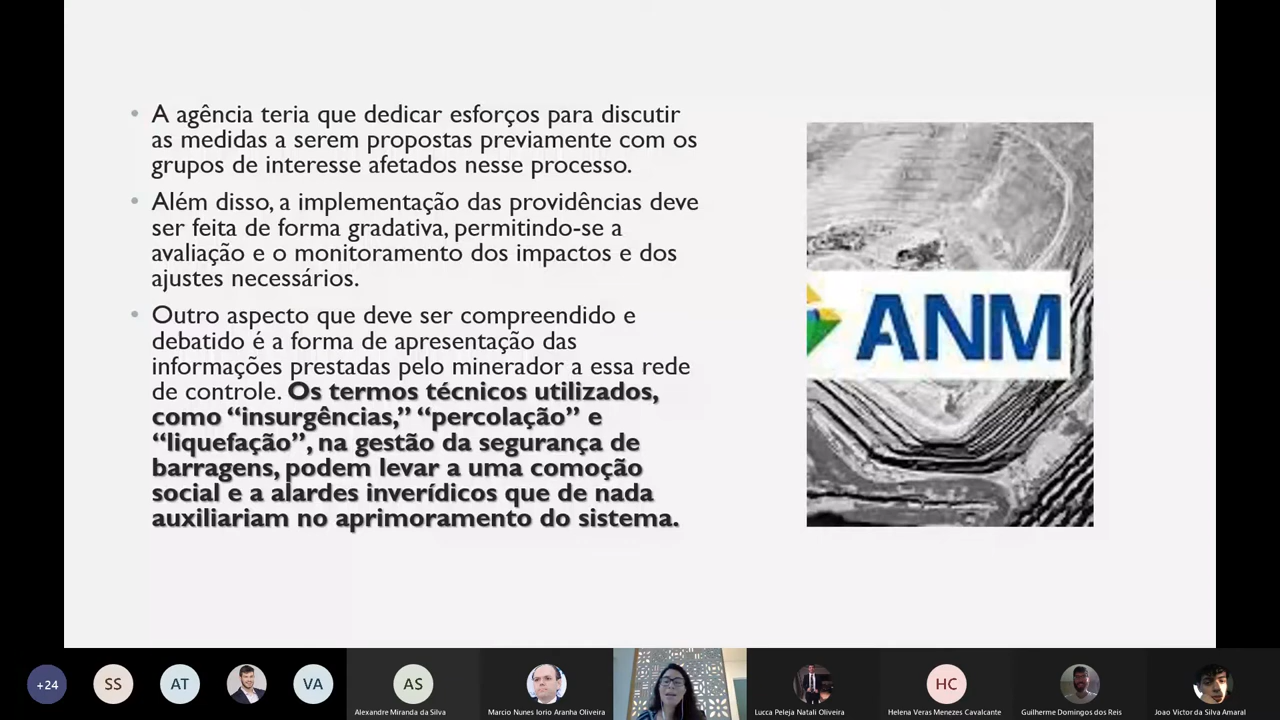 A agência teria que dedicar esforços para discutir
as medidas a serem propostas previamente com os
grupos de interesse afetados nesse processo.
Além disso, a implementação das providências deve
ser feita de forma gradativa, permitindo-se a
avaliação e o monitoramento dos impactos e dos
ajustes necessários.
Outro aspecto que deve ser compreendido e
debatido é a forma de apresentação das
informações prestadas pelo minerador a essa rede
de controle. Os termos técnicos utilizados,
como “insurgências,” “percolação” e
“liquefação”, na gestão da segurança de
barragens, podem levar a uma comoção
social e a alardes inverídicos que de nada
auxiliariam no aprimoramento do sistema.
ANM
+24
SS
AT
VA
AS
Alexandre Miranda da Silva
Marcio Nunes Iorio Aranha Oliveira
Lucca Peleja Natali Oliveira
HC
Helena Veras Menezes Cavalcante
Guilherme Domingos dos Reis
Joao Victor da Silva Amaral